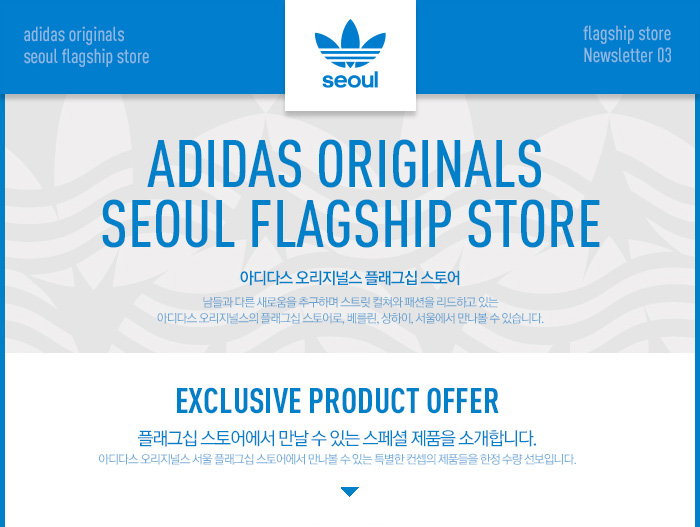 adidas originals
seoul flagship store
seoul
flagship store
Newsletter 03
ADIDAS ORIGINALS
SEOUL FLAGSHIP STORE
아디다스 오리지널스 플래그십 스토어
남들과 다른 새로움을 추구하며 스트릿 컬쳐와 패션을 리드하고 있는
아디다스 오리지널스의 플래그십 스토어로, 베를린, 상하이, 서울에서 만나볼 수 있습니다.
EXCLUSIVE PRODUCT OFFER
플래그십 스토어에서 만날 수 있는 스페셜 제품을 소개합니다.
아디다스 오리지널스 서울 플래그십 스토어에서 만나볼 수 있는 특별한 컨셉의 제품들을 한정 수량 선보입니다.